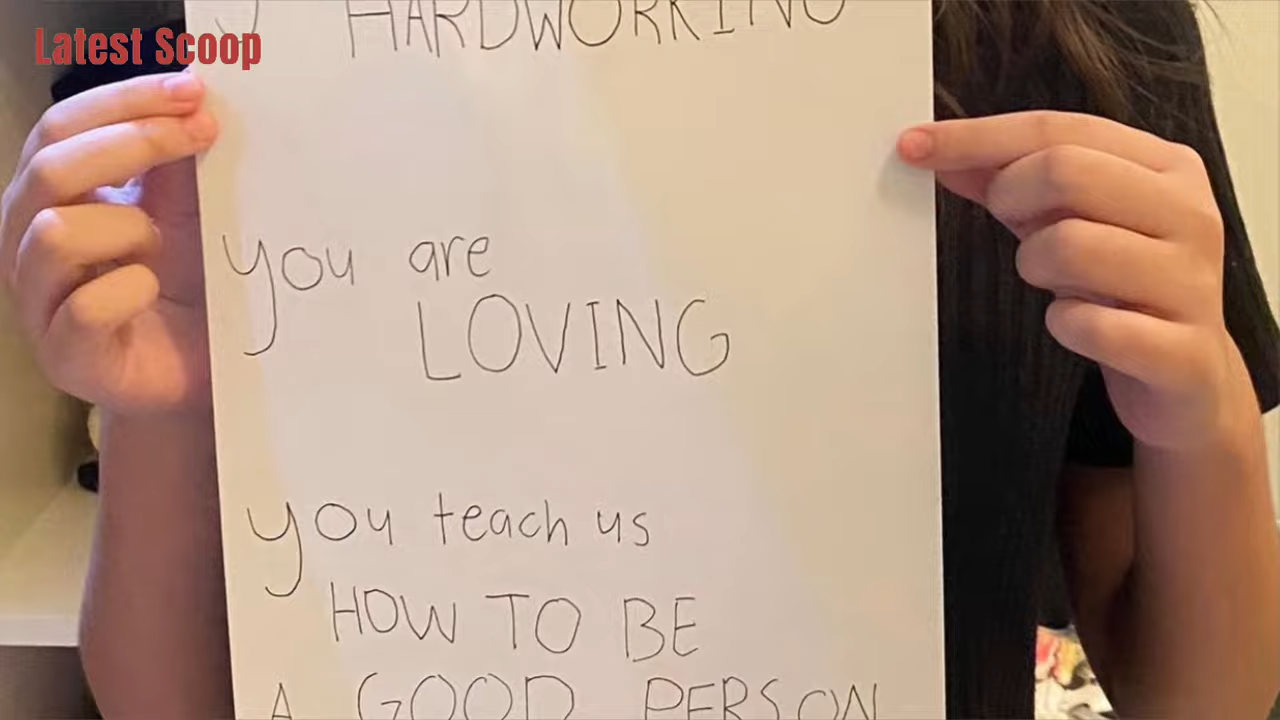 Latest Scoop
HARDWORKING
you are
LOVING
you teach us
HOW TO BE
A GOOD PERSON